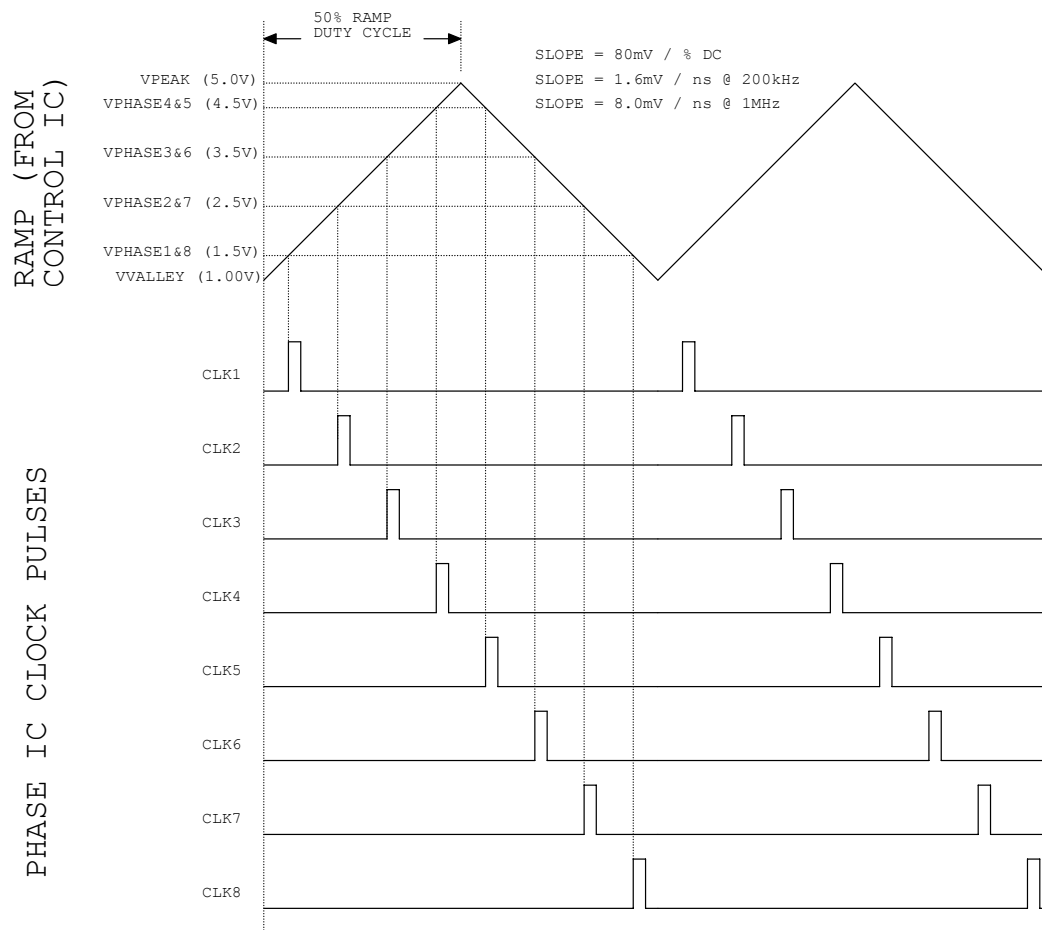 50% RAMP
DUTY CYCLE
SLOPE = 80mV / % DC
SLOPE = 1.6mV / ns @ 200kHz
SLOPE = 8.0mV / ns @ 1MHz
RAMP (FROM
CONTROL IC)
VPEAK (5.0V)
VPHASE4&5 (4.5V)
VPHASE3&6 (3.5V)
VPHASE2&7 (2.5V)
VPHASE1&8 (1.5V)
VVALLEY (1.00V)
PHASE IC CLOCK PULSES
CLK1
CLK2
CLK3
CLK4
CLK5
CLK6
CLK7
CLK8